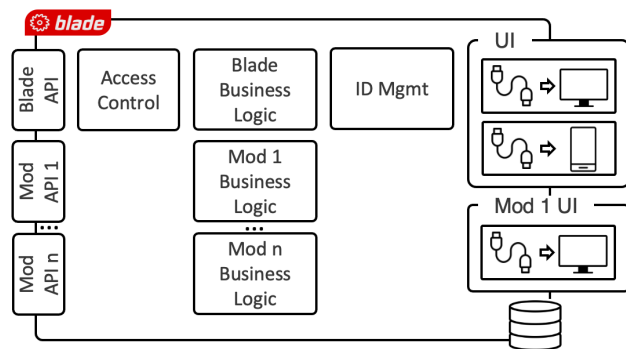 blade
Blade
API
Access
Control
Blade
Business
Logic
ID Mgmt
UI
Mod
API 1
Mod 1
Business
Logic
Mod 1 UI
...
...
Mod
API n
Mod n
Business
Logic